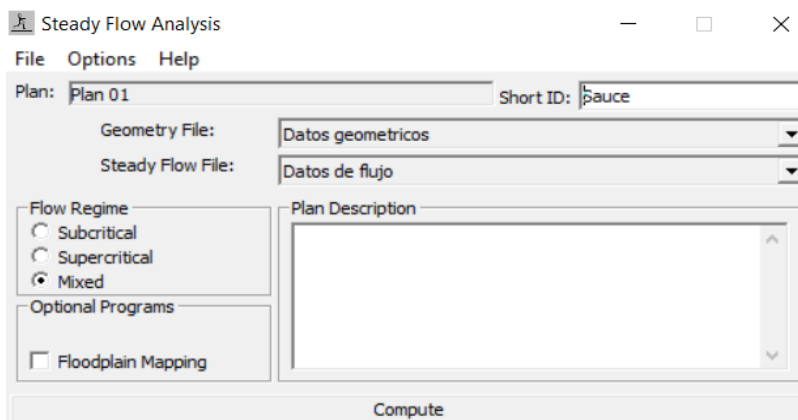 Steady Flow Analysis
File Options Help
Plan: Plan 01 Short ID: Sauce
Geometry File: Datos geometricos
Steady Flow File: Datos de flujo
Flow Regime
Subcritical
Supercritical
Mixed
Plan Description
Optional Programs
Floodplain Mapping
Compute